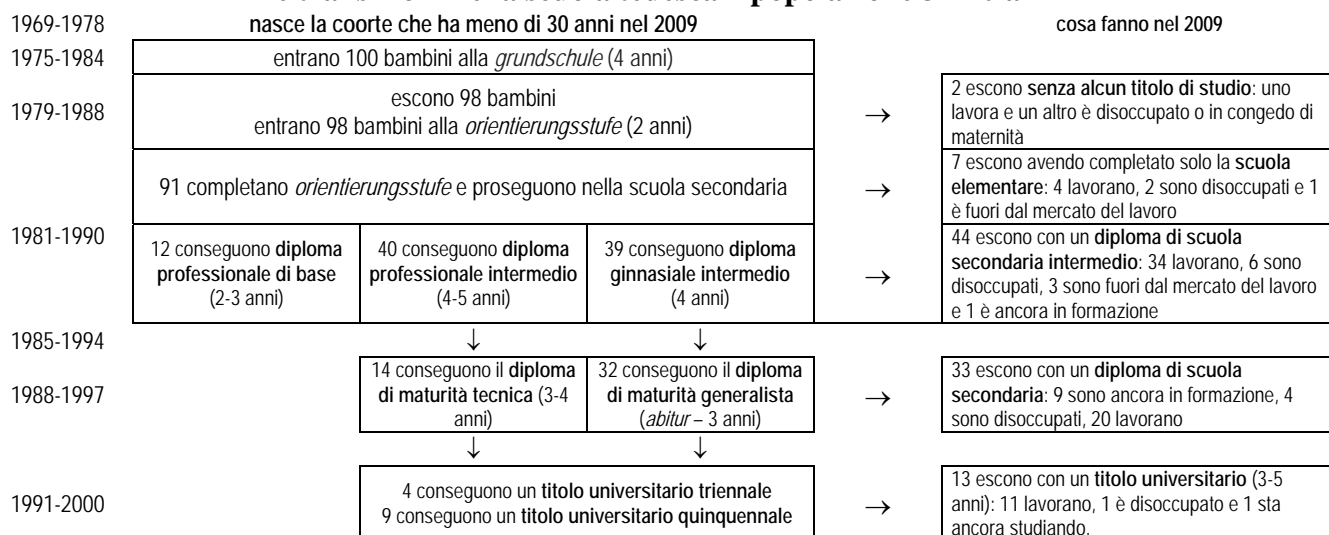 1969-1978 nasce la coorte che ha meno di 30 anni nel 2009 cosa fanno nel 2009
1975-1984 entrano 100 bambini alla grundschule (4 anni)
1979-1988
escono 98 bambini
entrano 98 bambini alla orientierungsstufe (2 anni)
→
2 escono senza alcun titolo di studio: uno
lavora e un altro è disoccupato o in congedo di
maternità
91 completano orientierungsstufe e proseguono nella scuola secondaria
→
7 escono avendo completato solo la scuola
elementare: 4 lavorano, 2 sono disoccupati e 1
è fuori dal mercato del lavoro
1981-1990
12 conseguono diploma
professionale di base
(2-3 anni)
40 conseguono diploma
professionale intermedio
(4-5 anni)
39 conseguono diploma
ginnasiale intermedio
(4 anni)
→
44 escono con un diploma di scuola
secondaria intermedio: 34 lavorano, 6 sono
disoccupati, 3 sono fuori dal mercato del lavoro
e 1 è ancora in formazione
1985-1994 ↓ ↓
1988-1997
14 conseguono il diploma
di maturità tecnica (3-4
anni)
32 conseguono il diploma
di maturità generalista
(abitur – 3 anni)
→
33 escono con un diploma di scuola
secondaria: 9 sono ancora in formazione, 4
sono disoccupati, 20 lavorano
↓ ↓
1991-2000
4 conseguono un titolo universitario triennale
9 conseguono un titolo universitario quinquennale
→
13 escono con un titolo universitario (3-5
anni): 11 lavorano, 1 è disoccupato e 1 sta
ancora studiando.